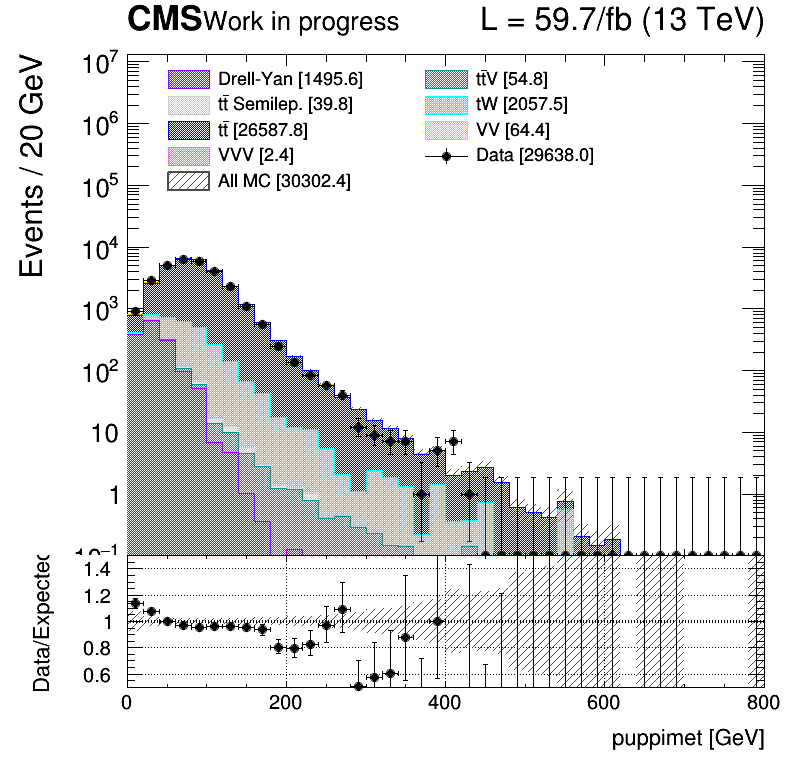 CMS Work in progress L = 59.7/fb (13 TeV)
Events / 20 GeV
10⁷
10⁶
10⁵
10⁴
10³
10²
10
1
10⁻¹
Drell-Yan [1495.6]
tt̄ Semilep. [39.8]
tt̄ [26587.8]
VVV [2.4]
All MC [30302.4]
tt̄V [54.8]
tW [2057.5]
VV [64.4]
Data [29638.0]
Data/Expected
1.4
1.2
1
0.8
0.6
0 200 400 600 800
puppimet [GeV]